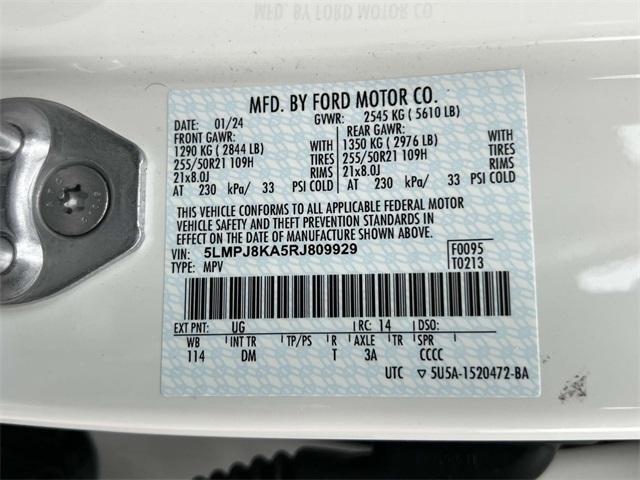 MFD. BY FORD MOTOR CO.
MFD. BY FORD MOTOR CO.
DATE: 01/24 GVWR: 2545 KG ( 5610 LB)
FRONT GAWR: REAR GAWR:
1290 KG ( 2844 LB) WITH 1350 KG ( 2976 LB) WITH
255/50R21 109H TIRES 255/50R21 109H TIRES
21x8.0J RIMS 21x8.0J RIMS
AT 230 kPa/ 33 PSI COLD AT 230 kPa/ 33 PSI COLD
THIS VEHICLE CONFORMS TO ALL APPLICABLE FEDERAL MOTOR
VEHICLE SAFETY AND THEFT PREVENTION STANDARDS IN
EFFECT ON THE DATE OF MANUFACTURE SHOWN ABOVE.
VIN: 5LMPJ8KA5RJ809929 F0095
TYPE: MPV T0213
EXT PNT: UG RC: 14 DSO:
WB INT TR TP/PS R AXLE TR SPR
114 DM T 3A CCCC
UTC ▽5U5A-1520472-BA